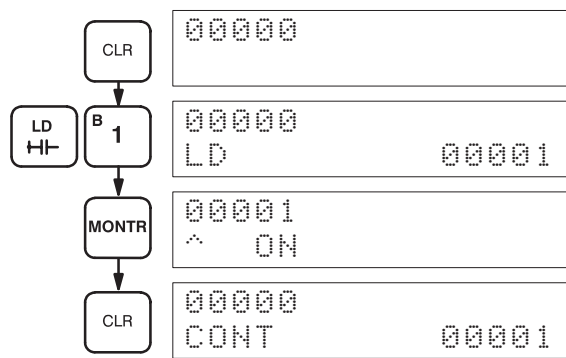 CLR
00000
LD
B
1
00000
LD 00001
MONTR
00001
^ ON
CLR
00000
CONT 00001